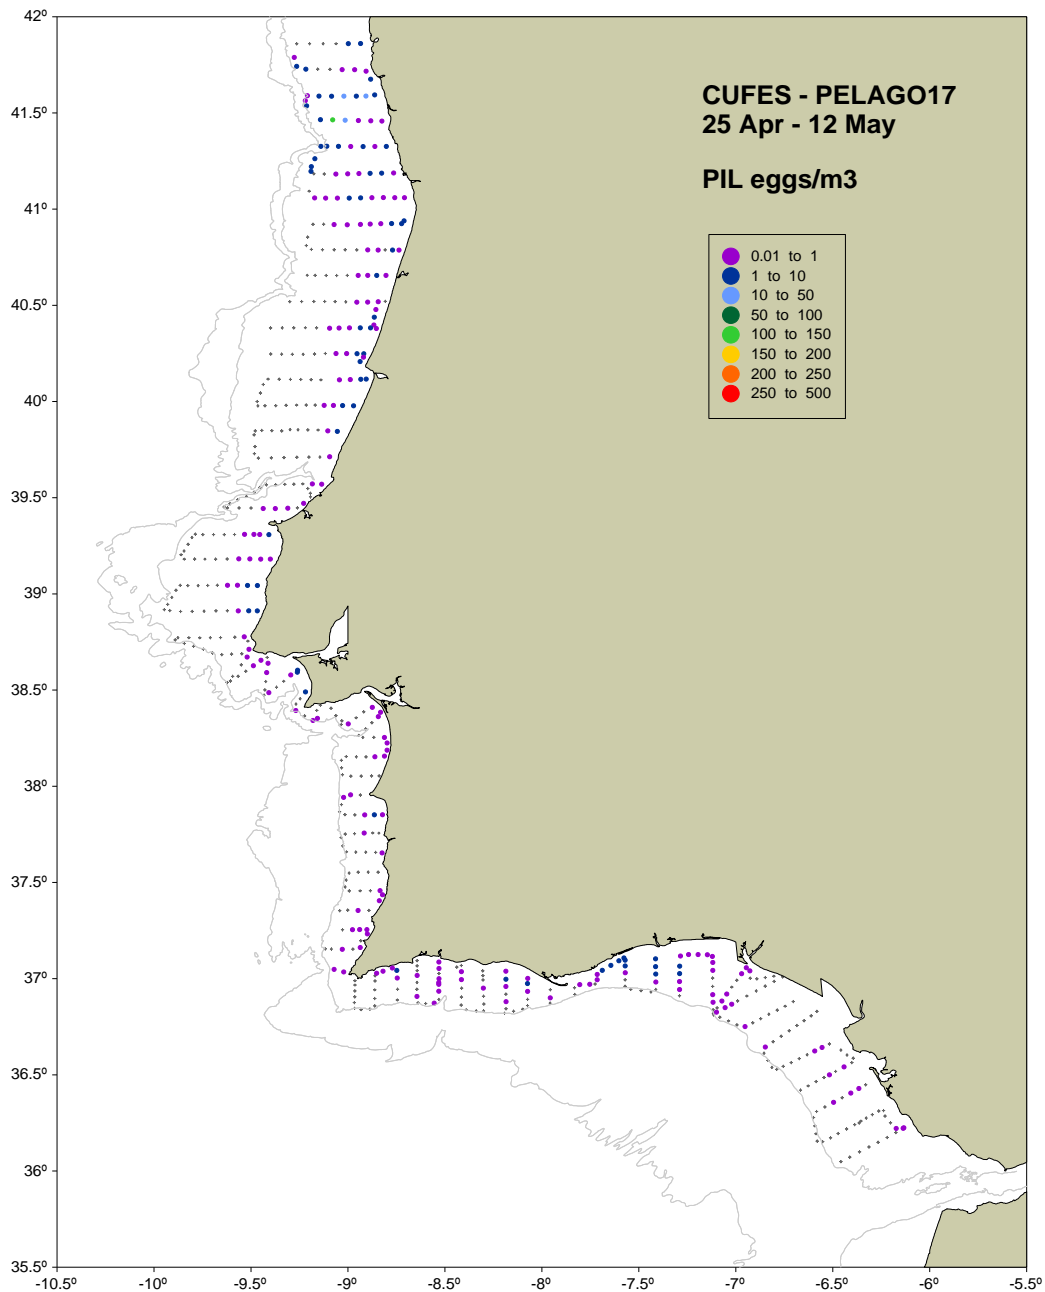 CUFES - PELAGO17
25 Apr - 12 May
PIL eggs/m3
0.01 to 1
1 to 10
10 to 50
50 to 100
100 to 150
150 to 200
200 to 250
250 to 500
42º
41.5º
41º
40.5º
40º
39.5º
39º
38.5º
38º
37.5º
37º
36.5º
36º
35.5º
-10.5º -10º -9.5º -9º -8.5º -8º -7.5º -7º -6.5º -6º -5.5º